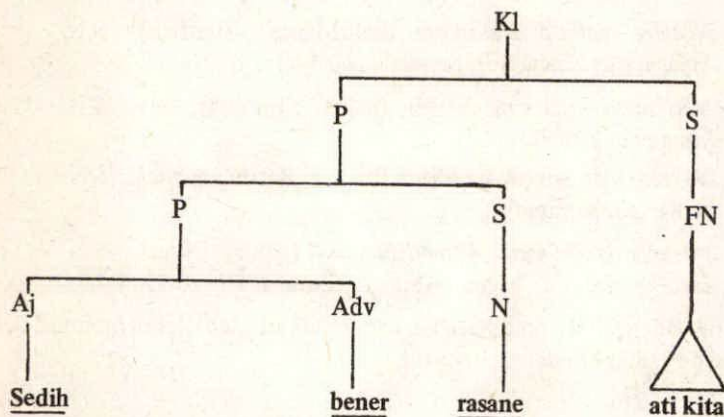 Kl
P S
P S FN
Aj Adv N
Sedih bener rasane ati kita